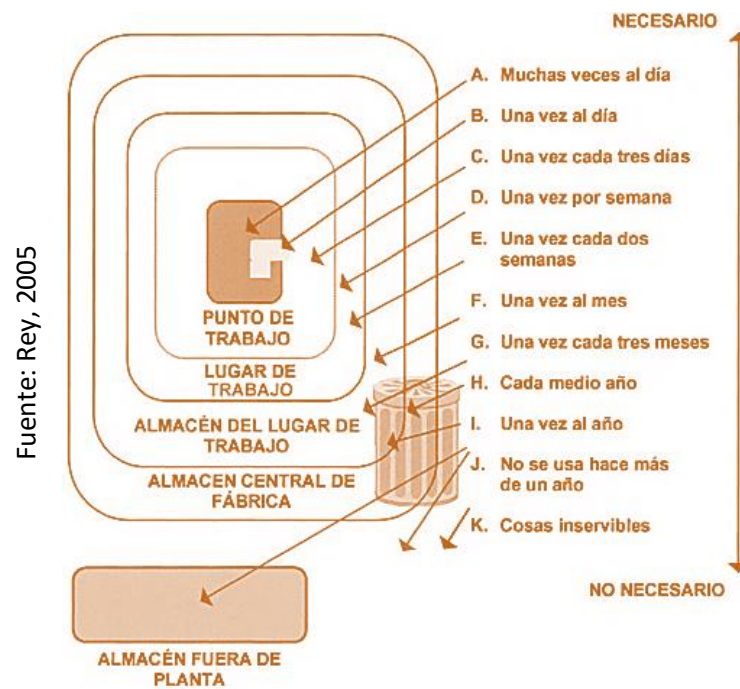 NECESARIO
A. Muchas veces al día
B. Una vez al día
C. Una vez cada tres días
D. Una vez por semana
E. Una vez cada dos
semanas
F. Una vez al mes
G. Una vez cada tres meses
H. Cada medio año
I. Una vez al año
J. No se usa hace más
de un año
K. Cosas inservibles
NO NECESARIO
PUNTO DE
TRABAJO
LUGAR DE
TRABAJO
ALMACÉN DEL LUGAR DE
TRABAJO
ALMACEN CENTRAL DE
FÁBRICA
ALMACÉN FUERA DE
PLANTA
Fuente: Rey, 2005